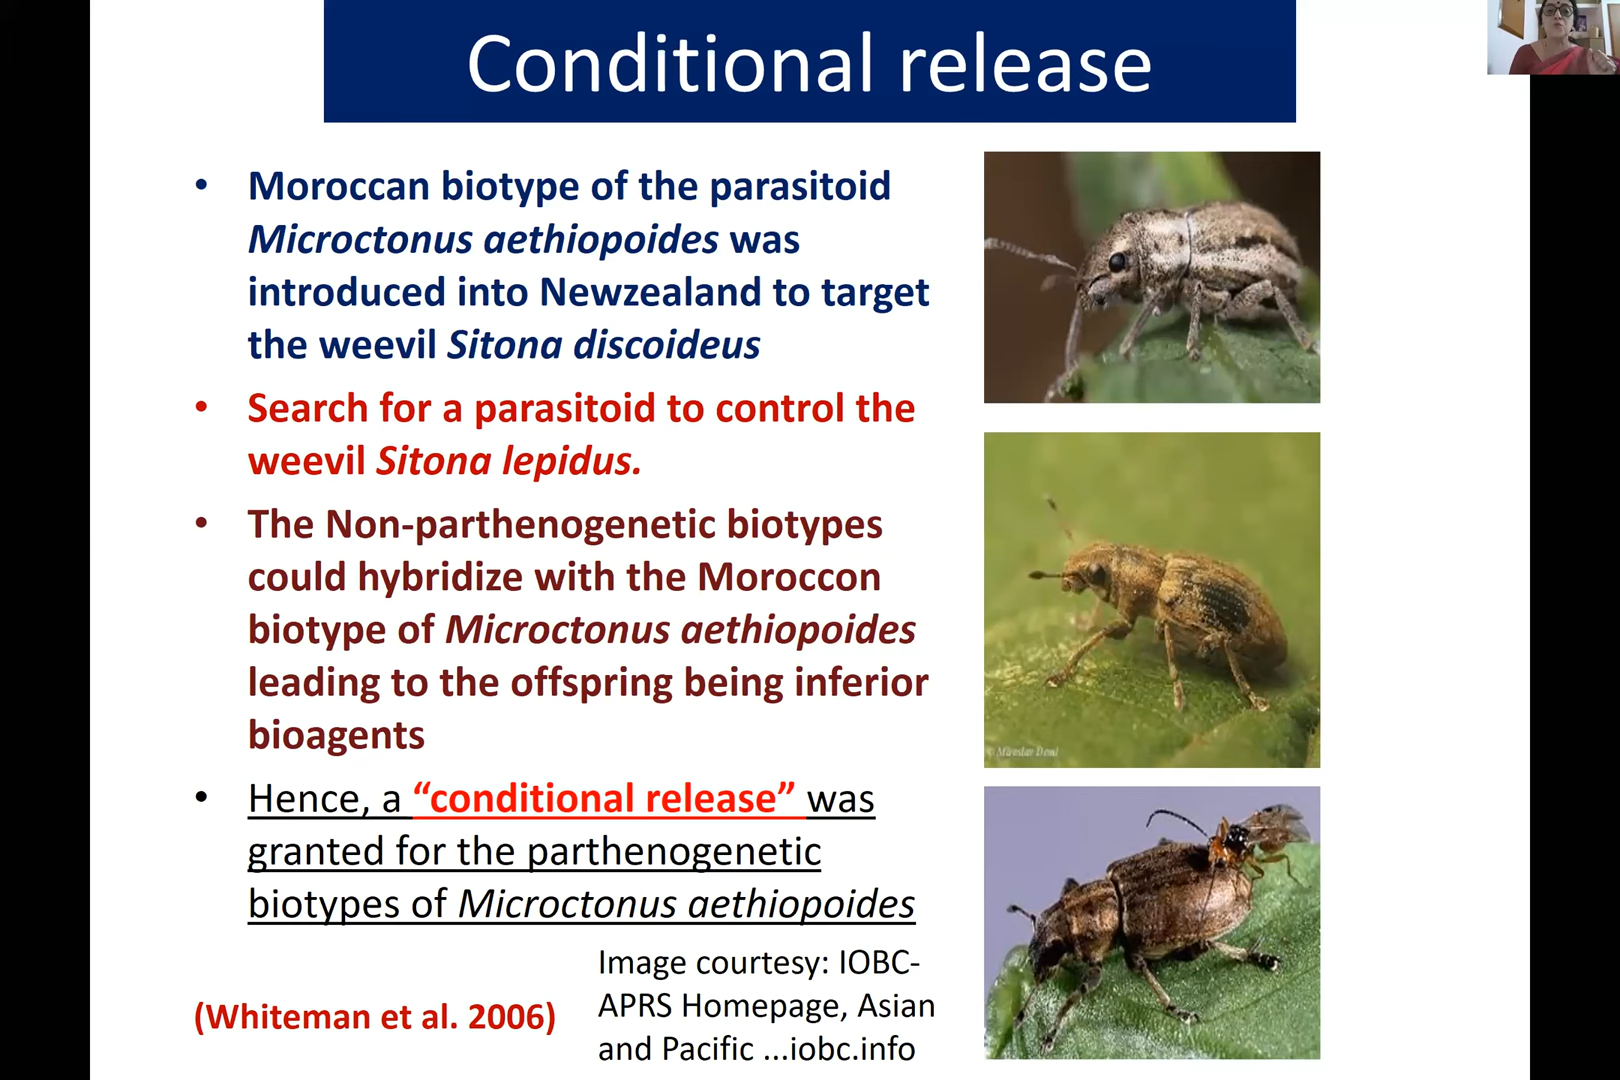 Conditional release
• Moroccan biotype of the parasitoid
Microctonus aethiopoides was
introduced into Newzealand to target
the weevil Sitona discoideus
• Search for a parasitoid to control the
weevil Sitona lepidus.
• The Non-parthenogenetic biotypes
could hybridize with the Moroccon
biotype of Microctonus aethiopoides
leading to the offspring being inferior
bioagents
• Hence, a “conditional release” was
granted for the parthenogenetic
biotypes of Microctonus aethiopoides
(Whiteman et al. 2006)
Image courtesy: IOBC-
APRS Homepage, Asian
and Pacific ...iobc.info
© Miroslav Deml